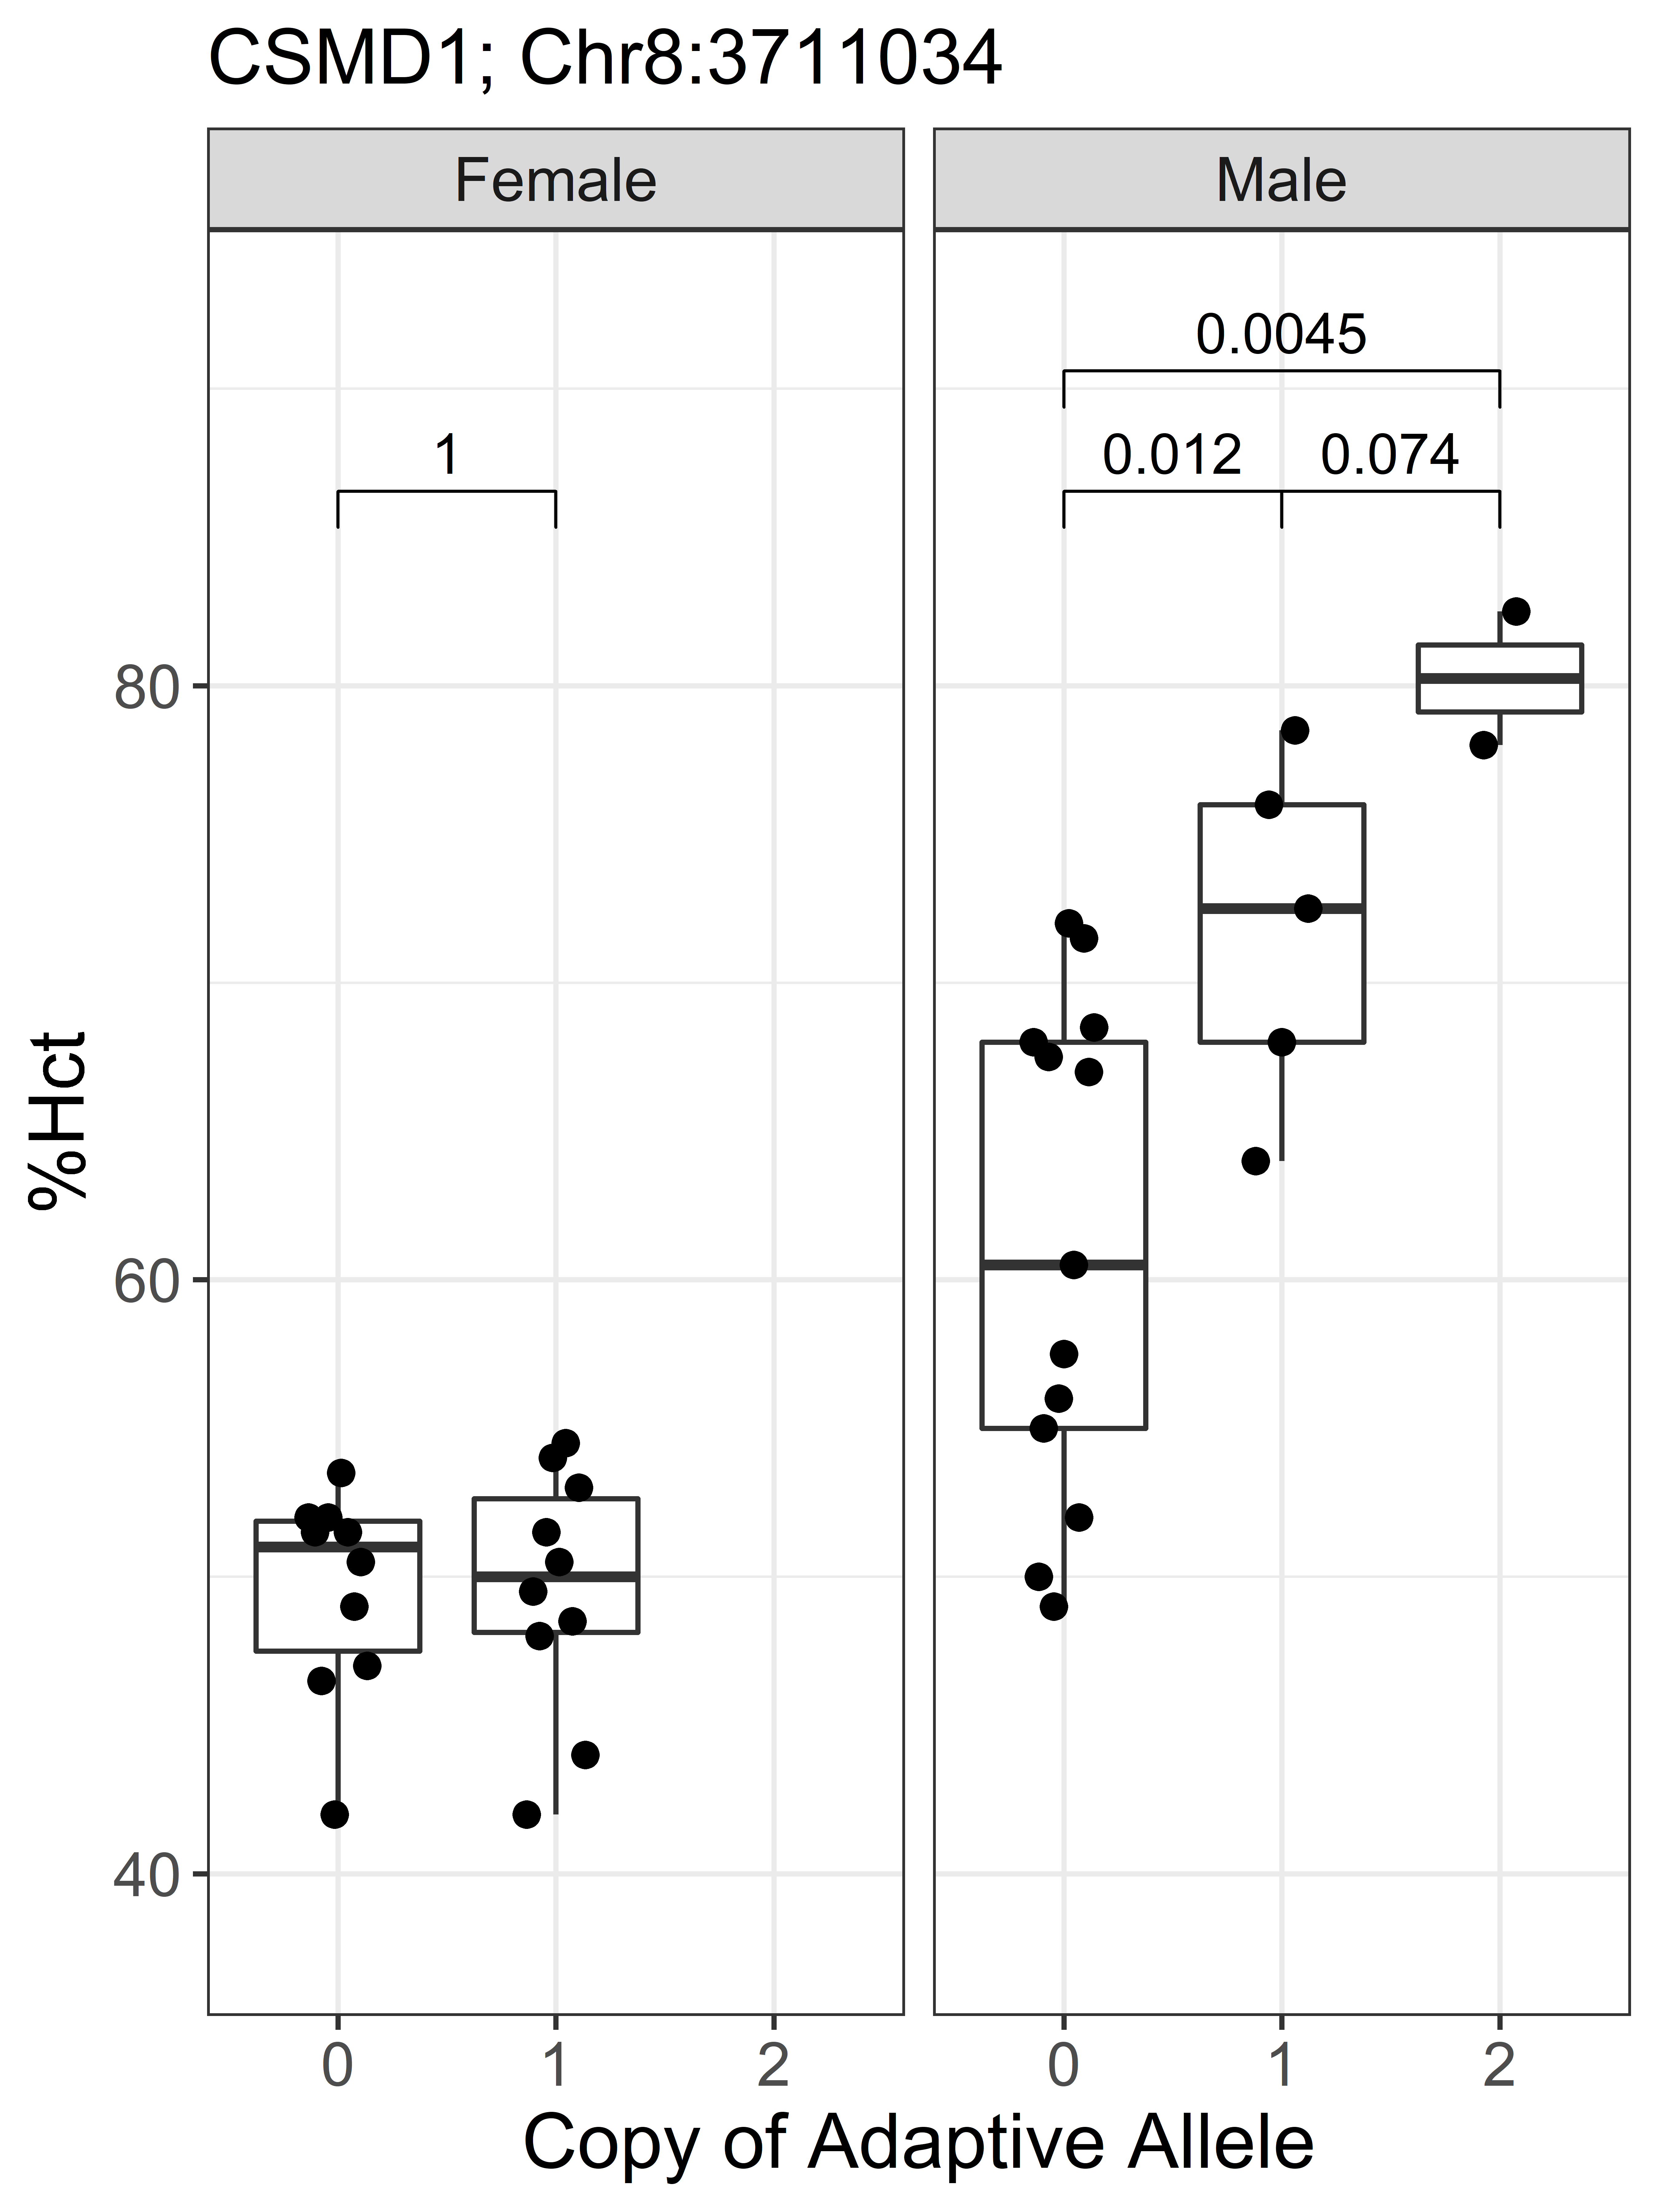 CSMD1; Chr8:3711034
Female
Male
0.0045
1
0.012
0.074
80
60
40
%Hct
0 1 2
0 1 2
Copy of Adaptive Allele